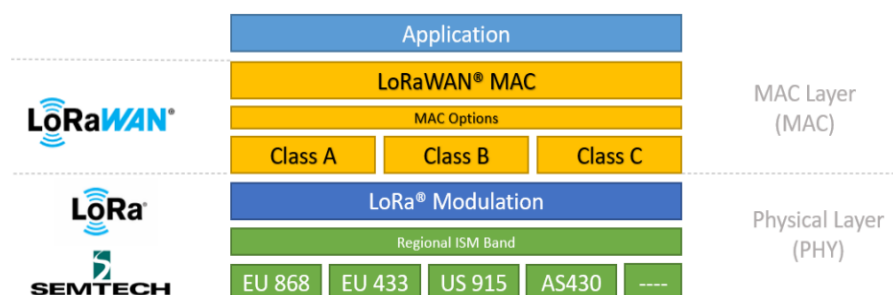 Application
LoRaWAN® MAC
MAC Options
Class A Class B Class C
LoRa® Modulation
Regional ISM Band
EU 868 EU 433 US 915 AS430 ----
LoRaWAN®
LoRa®
SEMTECH
MAC Layer
(MAC)
Physical Layer
(PHY)